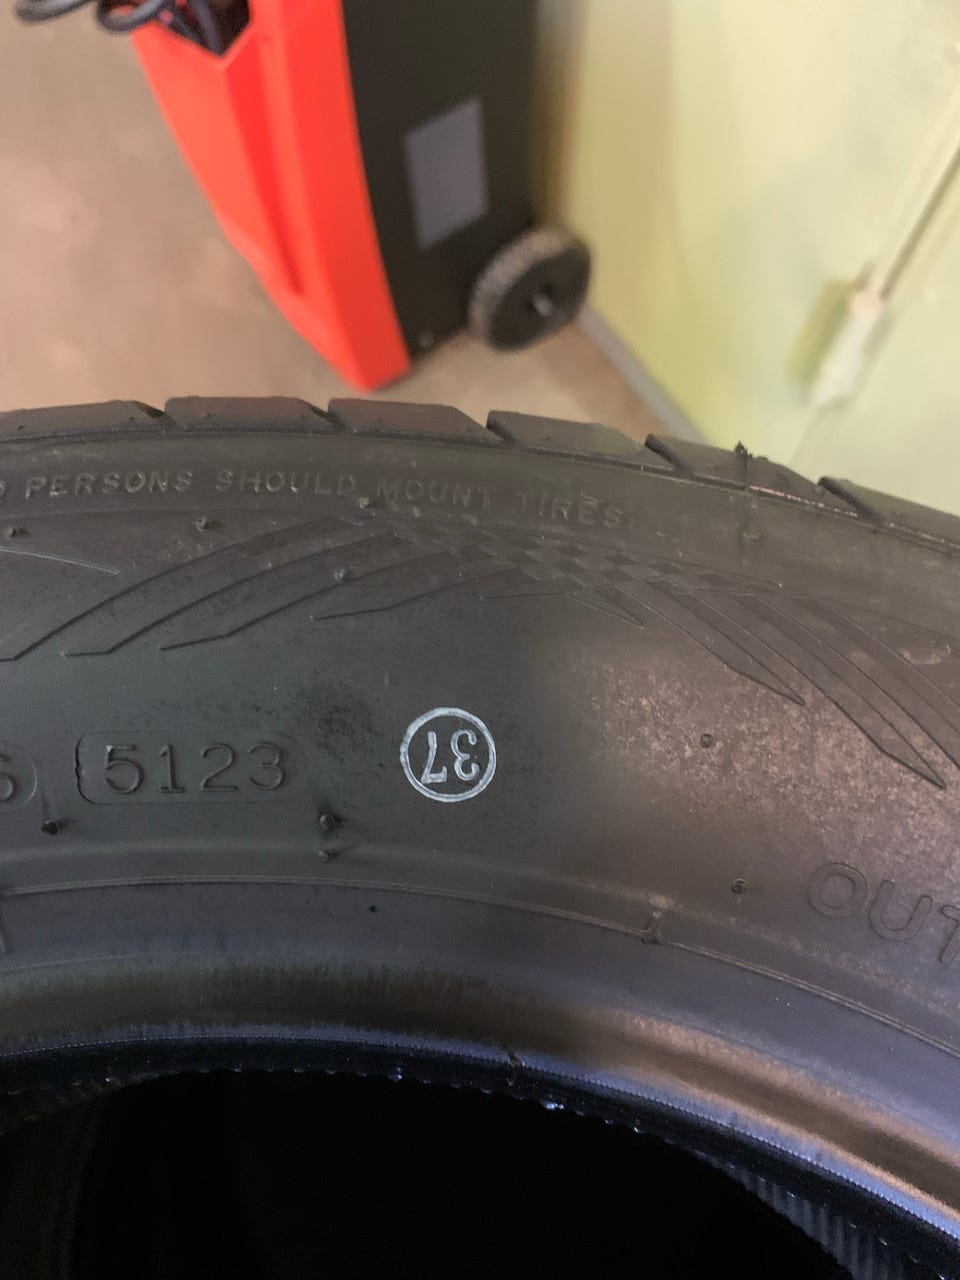 PERSONS SHOULD MOUNT TIRES.
5123
37
OUT